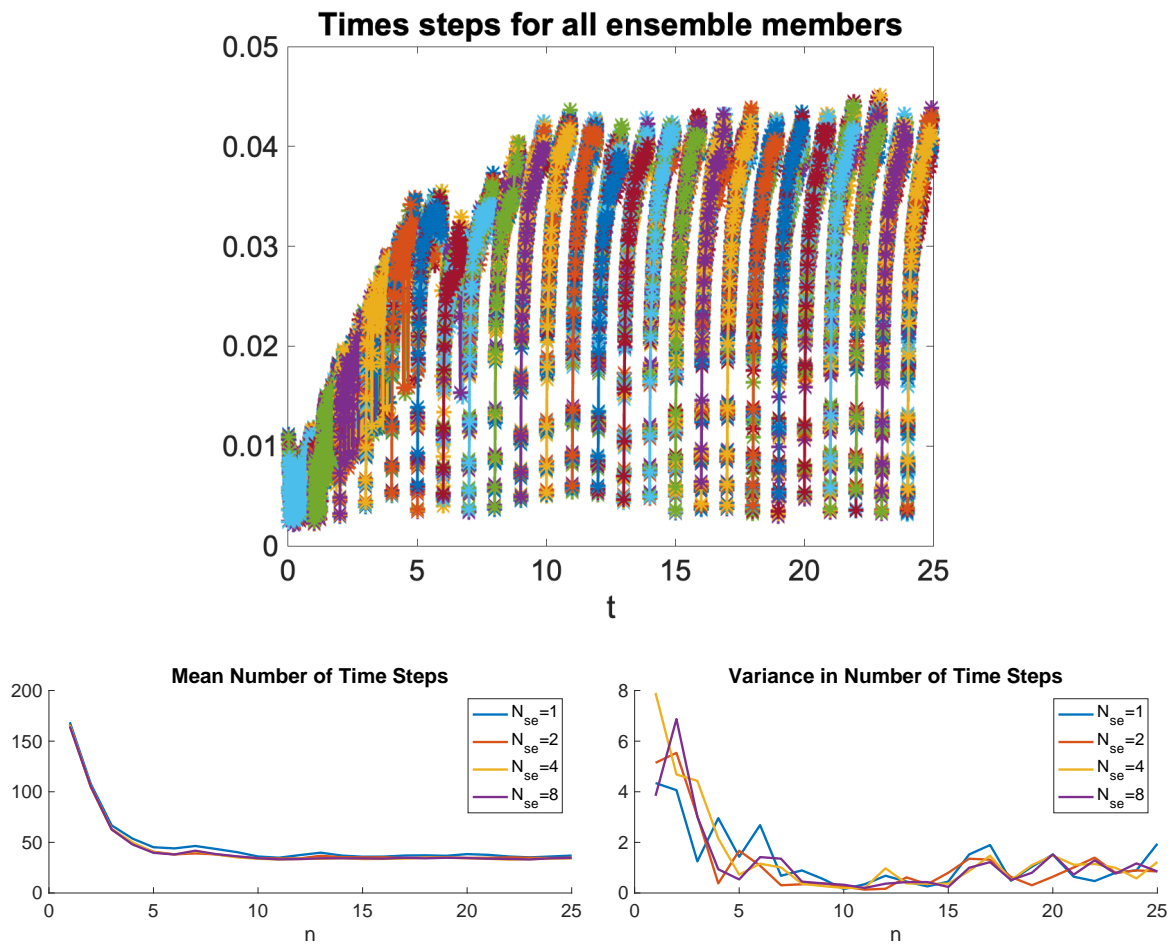 Times steps for all ensemble members
0.05
0.04
0.03
0.02
0.01
0
0 5 10 15 20 25
t
Mean Number of Time Steps
200
150
100
50
0
0 5 10 15 20 25
n
N_se=1
N_se=2
N_se=4
N_se=8
Variance in Number of Time Steps
8
6
4
2
0
0 5 10 15 20 25
n
N_se=1
N_se=2
N_se=4
N_se=8